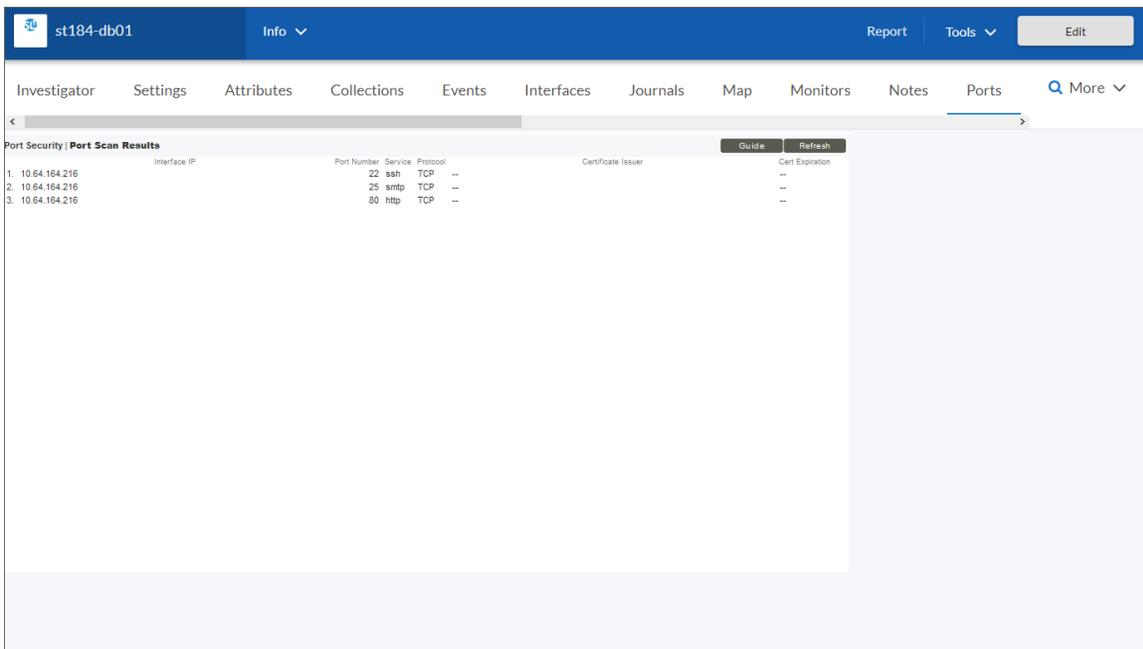 st184-db01 Info Report Tools Edit
Investigator Settings Attributes Collections Events Interfaces Journals Map Monitors Notes Ports More
Port Security | Port Scan Results Guide Refresh
Interface IP Port Number Service Protocol Certificate Issuer Cert Expiration
1. 10.64.164.216 22 ssh TCP -- --
2. 10.64.164.216 25 smtp TCP -- --
3. 10.64.164.216 80 http TCP -- --